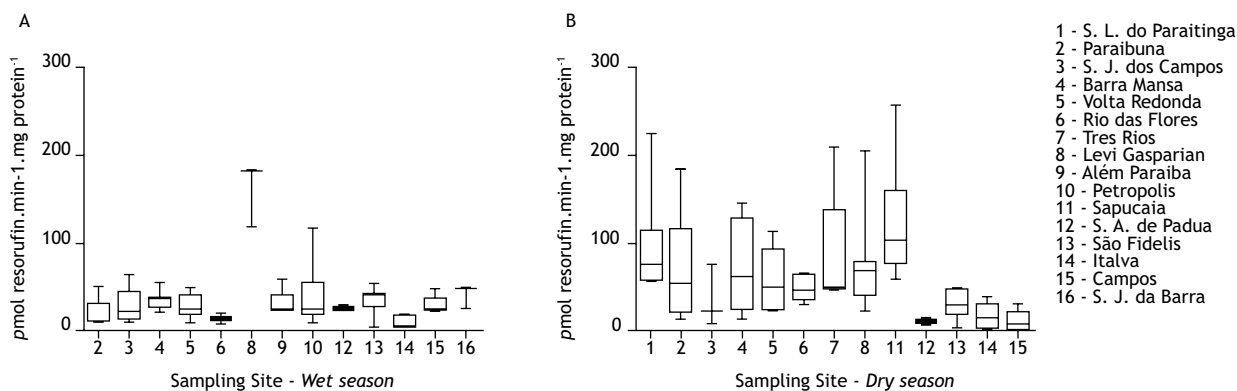 A
pmol resorufin.min-1.mg protein⁻¹
300
200
100
0
2 3 4 5 6 8 9 10 12 13 14 15 16
Sampling Site - Wet season
B
pmol resorufin.min-1.mg protein⁻¹
300
200
100
0
1 2 3 4 5 6 7 8 11 12 13 14 15
Sampling Site - Dry season
1 - S. L. do Paraitinga
2 - Paraibuna
3 - S. J. dos Campos
4 - Barra Mansa
5 - Volta Redonda
6 - Rio das Flores
7 - Tres Rios
8 - Levi Gasparian
9 - Além Paraiba
10 - Petropolis
11 - Sapucaia
12 - S. A. de Padua
13 - São Fidelis
14 - Italva
15 - Campos
16 - S. J. da Barra